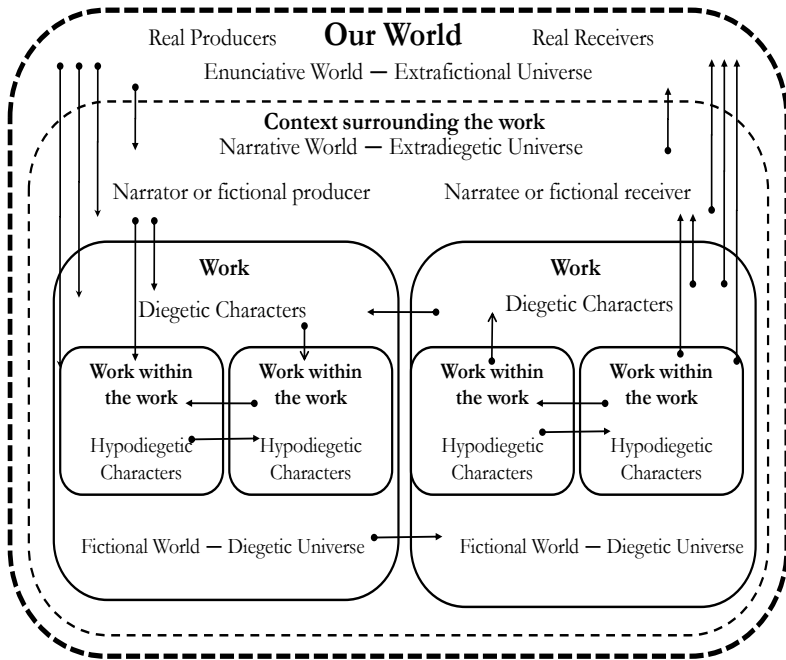 Real Producers Our World Real Receivers
Enunciative World — Extrafictional Universe
Context surrounding the work
Narrative World — Extradiegetic Universe
Narrator or fictional producer
Narratee or fictional receiver
Work
Diegetic Characters
Work within
the work
Hypodiegetic
Characters
Work within
the work
Hypodiegetic
Characters
Fictional World — Diegetic Universe
Work
Diegetic Characters
Work within
the work
Hypodiegetic
Characters
Work within
the work
Hypodiegetic
Characters
Fictional World — Diegetic Universe